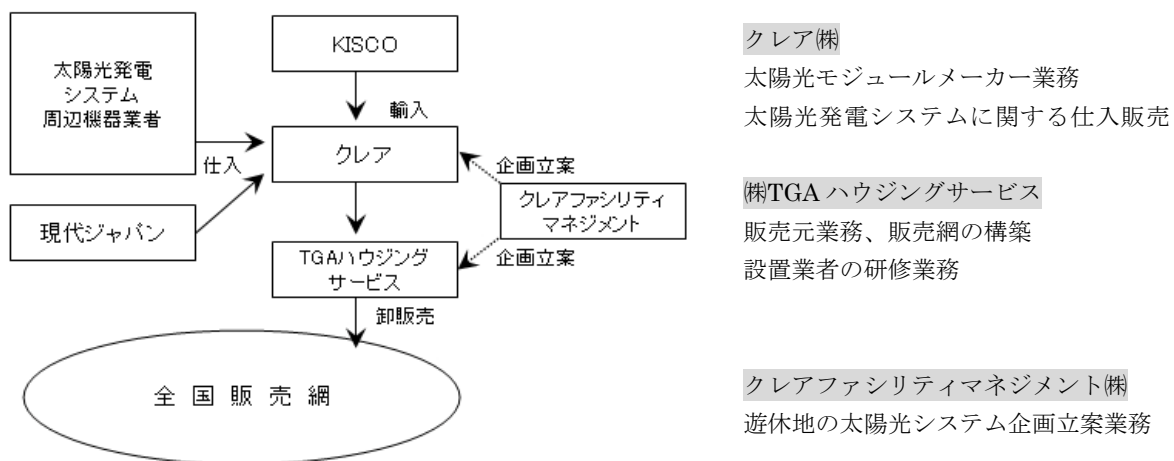 太陽光発電
システム
周辺機器業者
KISCO
輸入
仕入
クレア
企画立案
クレアファシリティ
マネジメント
現代ジャパン
TGAハウジング
サービス
企画立案
卸販売
全国販売網
クレア㈱
太陽光モジュールメーカー業務
太陽光発電システムに関する仕入販売
㈱TGA ハウジングサービス
販売元業務、販売網の構築
設置業者の研修業務
クレアファシリティマネジメント㈱
遊休地の太陽光システム企画立案業務